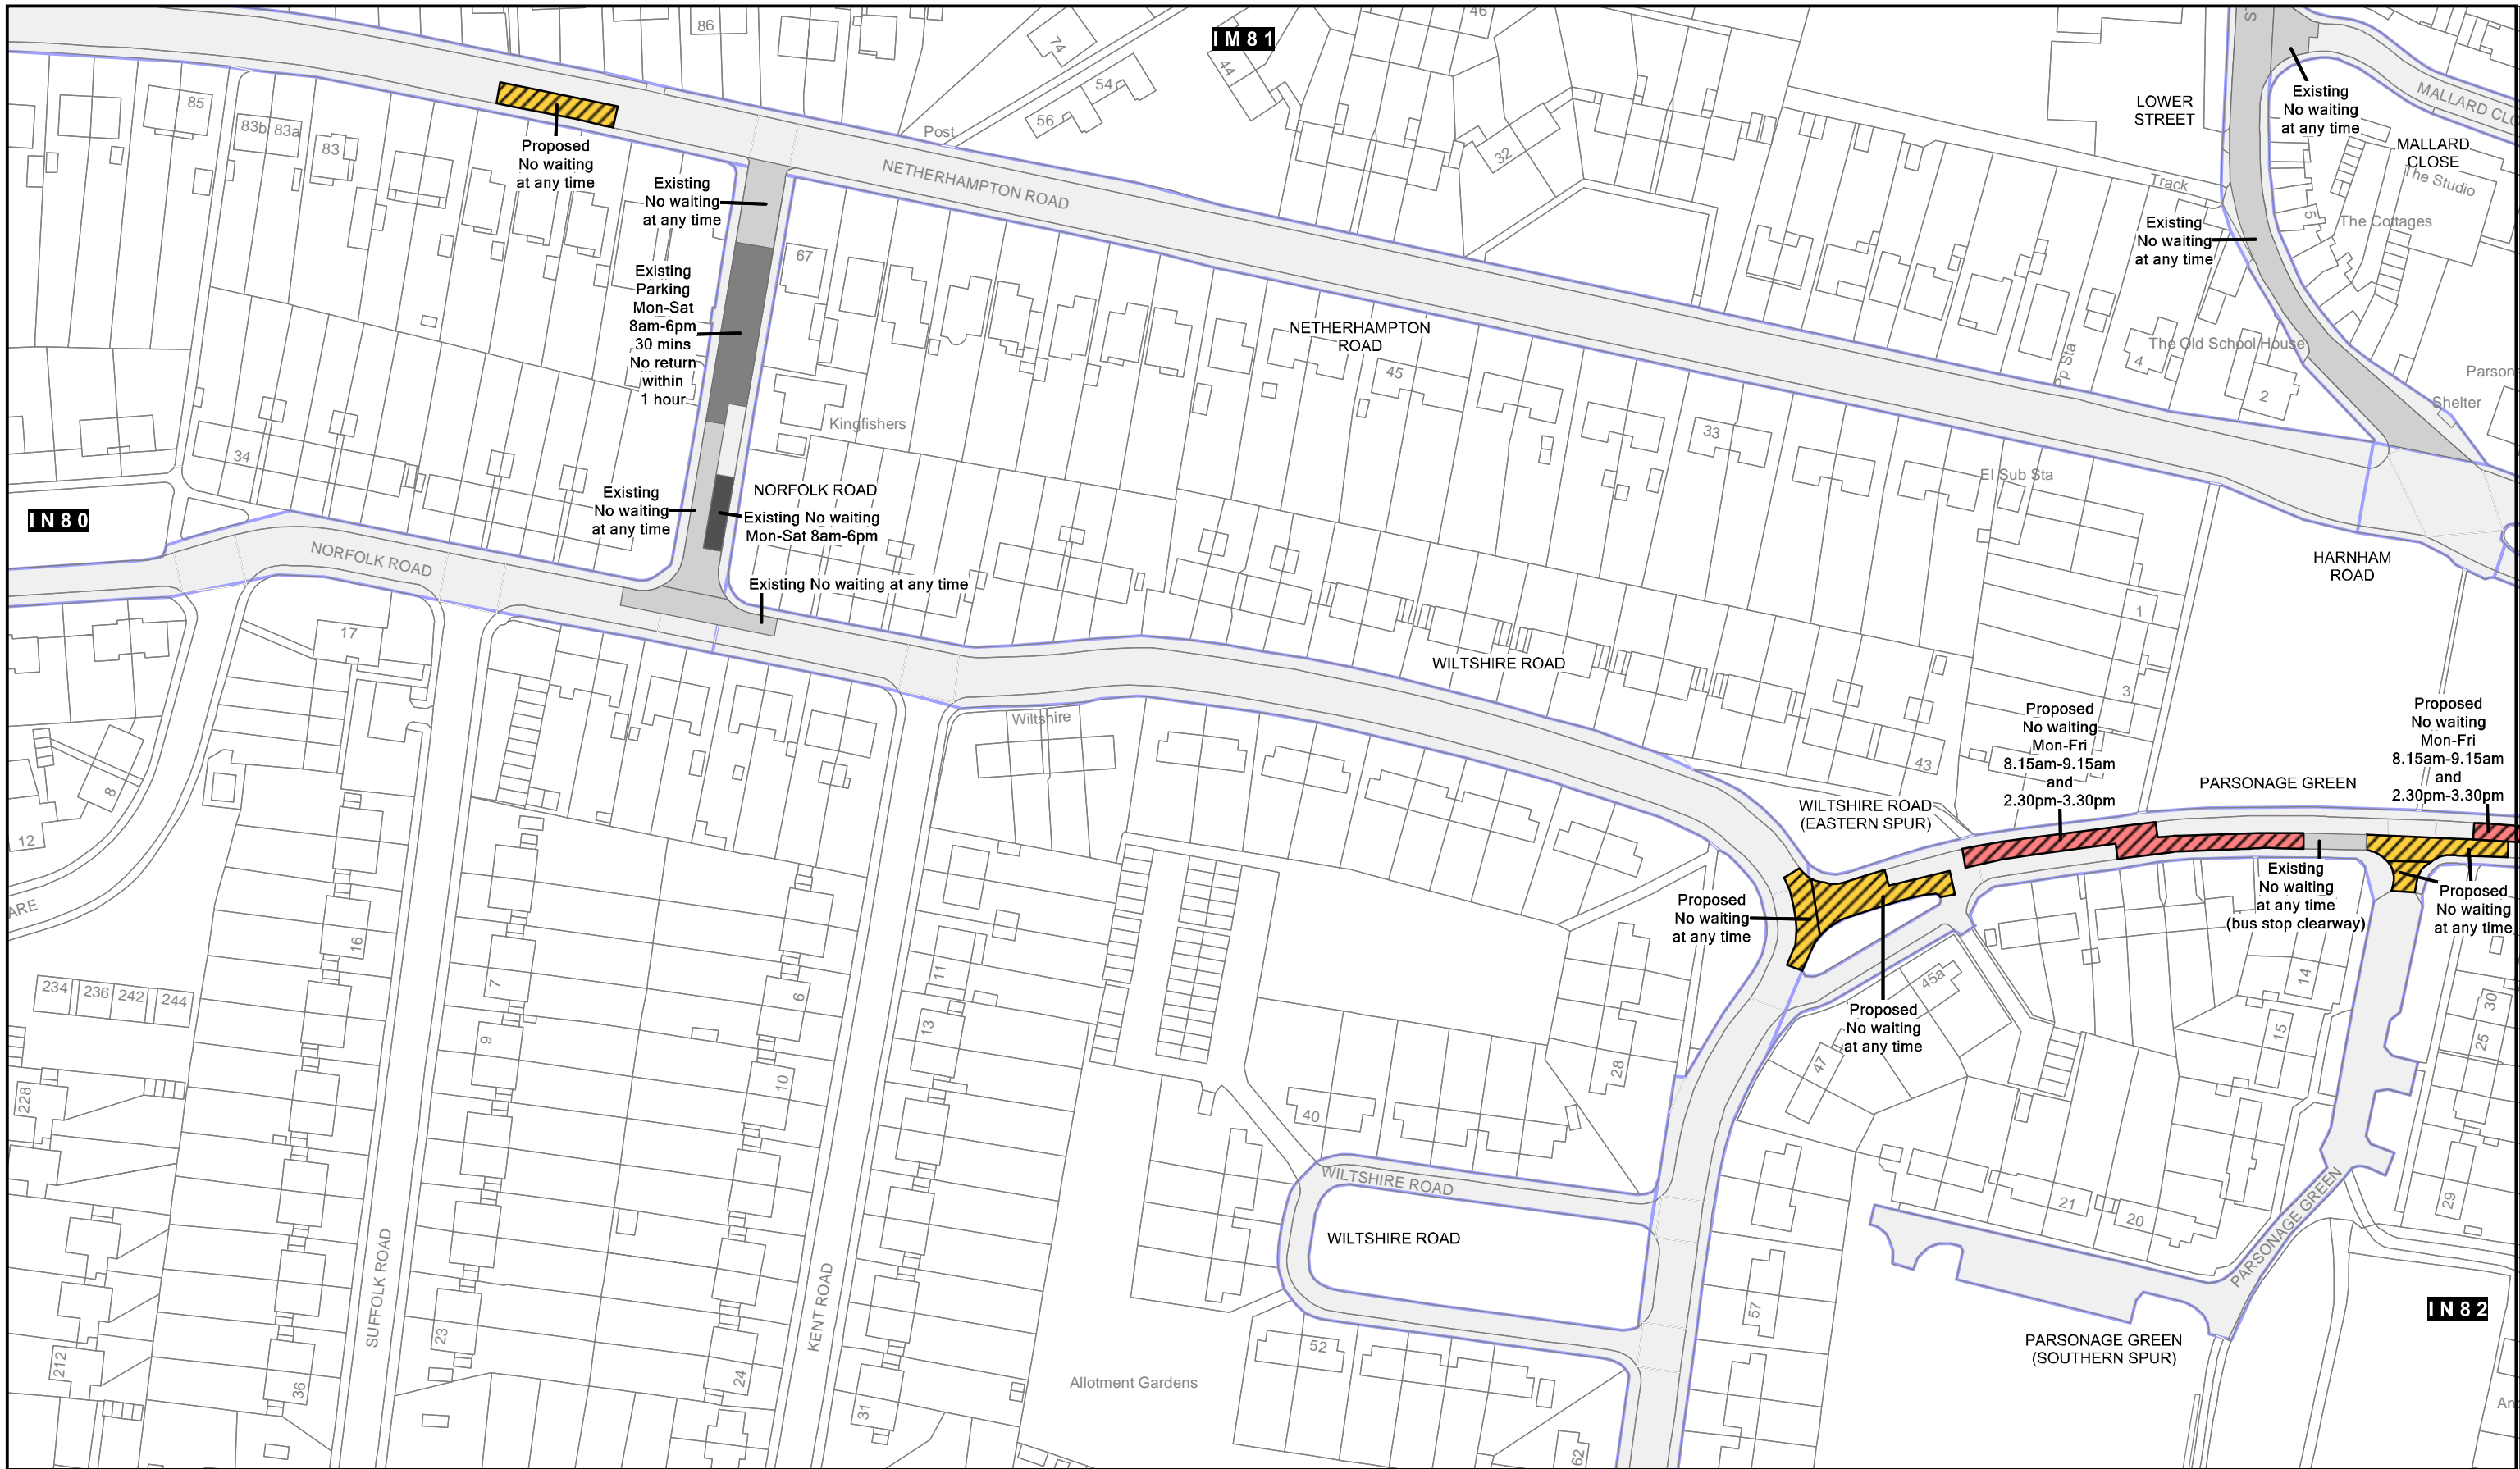 86
74
IM81
46
44
54
56
Post
32
85
83b
83a
83
Proposed
No waiting
at any time
NETHERHAMPTON ROAD
LOWER
STREET
Existing
No waiting
at any time
MALLARD CLO
MALLARD
CLOSE
The Studio
Track
5
The Cottages
Existing
No waiting
at any time
Existing
No waiting
at any time
67
Existing
Parking
Mon-Sat
8am-6pm
30 mins
No return
within
1 hour
NETHERHAMPTON
ROAD
45
33
Pp Sta
4
The Old School House
2
Parsona
Shelter
Kingfishers
34
El Sub Sta
IN80
Existing
No waiting
at any time
NORFOLK ROAD
Existing No waiting
Mon-Sat 8am-6pm
NORFOLK ROAD
Existing No waiting at any time
HARNHAM
ROAD
1
3
17
WILTSHIRE ROAD
Wiltshire
43
Proposed
No waiting
Mon-Fri
8.15am-9.15am
and
2.30pm-3.30pm
Proposed
No waiting
Mon-Fri
8.15am-9.15am
and
2.30pm-3.30pm
PARSONAGE GREEN
WILTSHIRE ROAD
(EASTERN SPUR)
8
12
ARE
16
Proposed
No waiting
at any time
Existing
No waiting
at any time
(bus stop clearway)
Proposed
No waiting
at any time
234
236
242
244
7
6
11
13
9
10
45a
14
30
15
25
Proposed
No waiting
at any time
47
28
228
40
WILTSHIRE ROAD
21
20
29
WILTSHIRE ROAD
PARSONAGE GREEN
SUFFOLK ROAD
KENT ROAD
57
IN82
PARSONAGE GREEN
(SOUTHERN SPUR)
23
24
212
36
52
Allotment Gardens
31
62